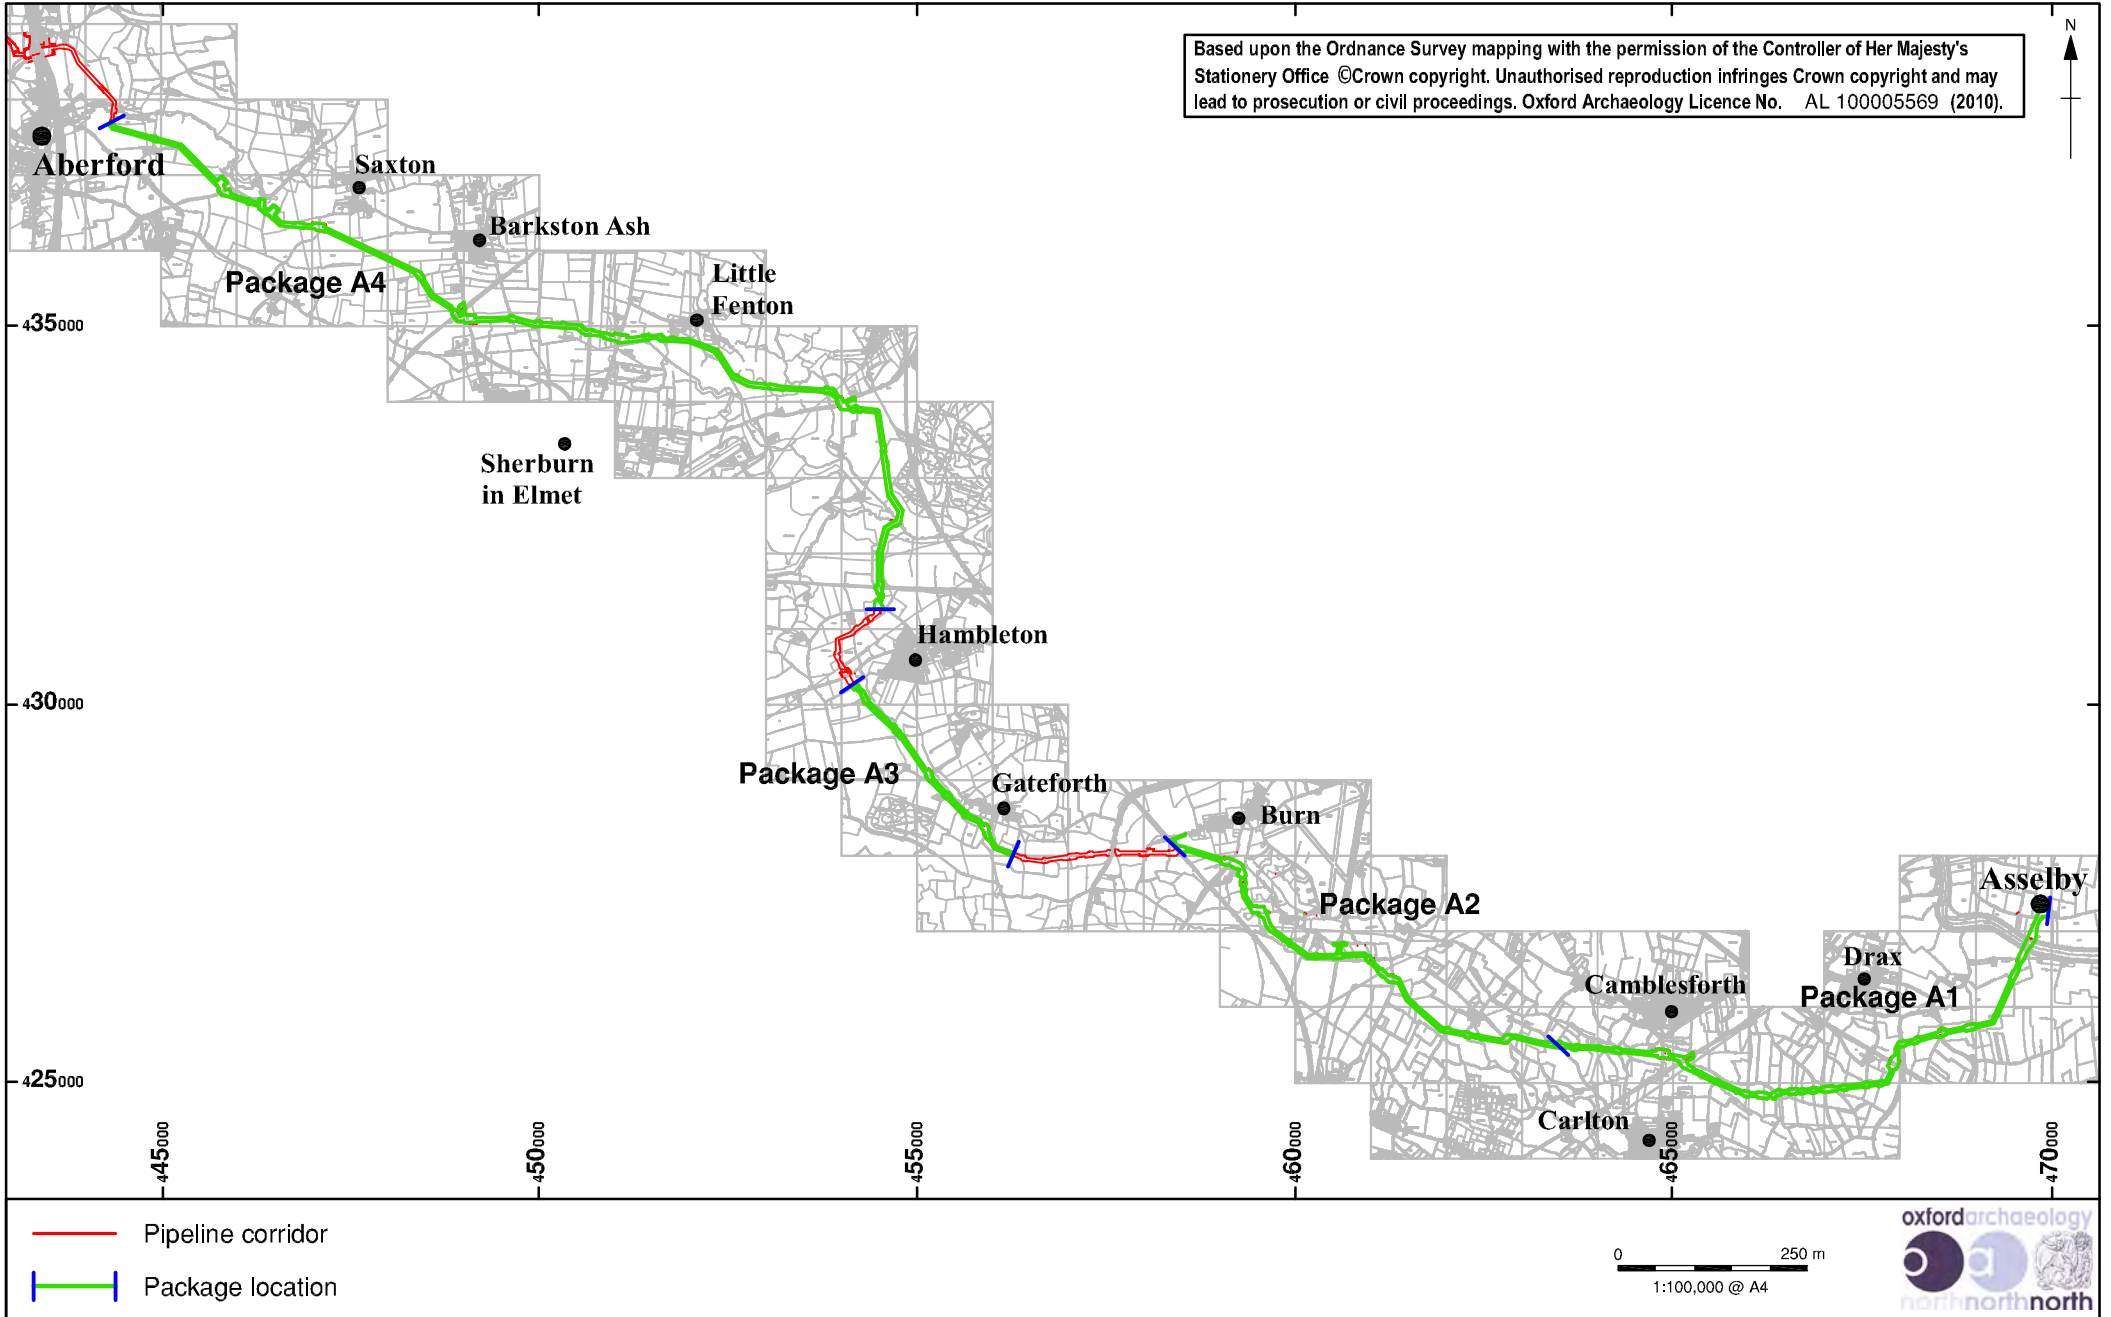 N
Based upon the Ordnance Survey mapping with the permission of the Controller of Her Majesty's
Stationery Office ©Crown copyright. Unauthorised reproduction infringes Crown copyright and may
lead to prosecution or civil proceedings. Oxford Archaeology Licence No. AL 100005569 (2010).
Aberford
Saxton
Barkston Ash
Package A4
Little
Fenton
435000
Sherburn
in Elmet
Hambleton
430000
Package A3
Gateforth
Burn
Package A2
Asselby
Drax
Camblesforth
Package A1
425000
Carlton
445000
450000
455000
460000
465000
470000
Pipeline corridor
Package location
0 250 m
1:100,000 @ A4
oxfordarchaeology
northnorthnorth